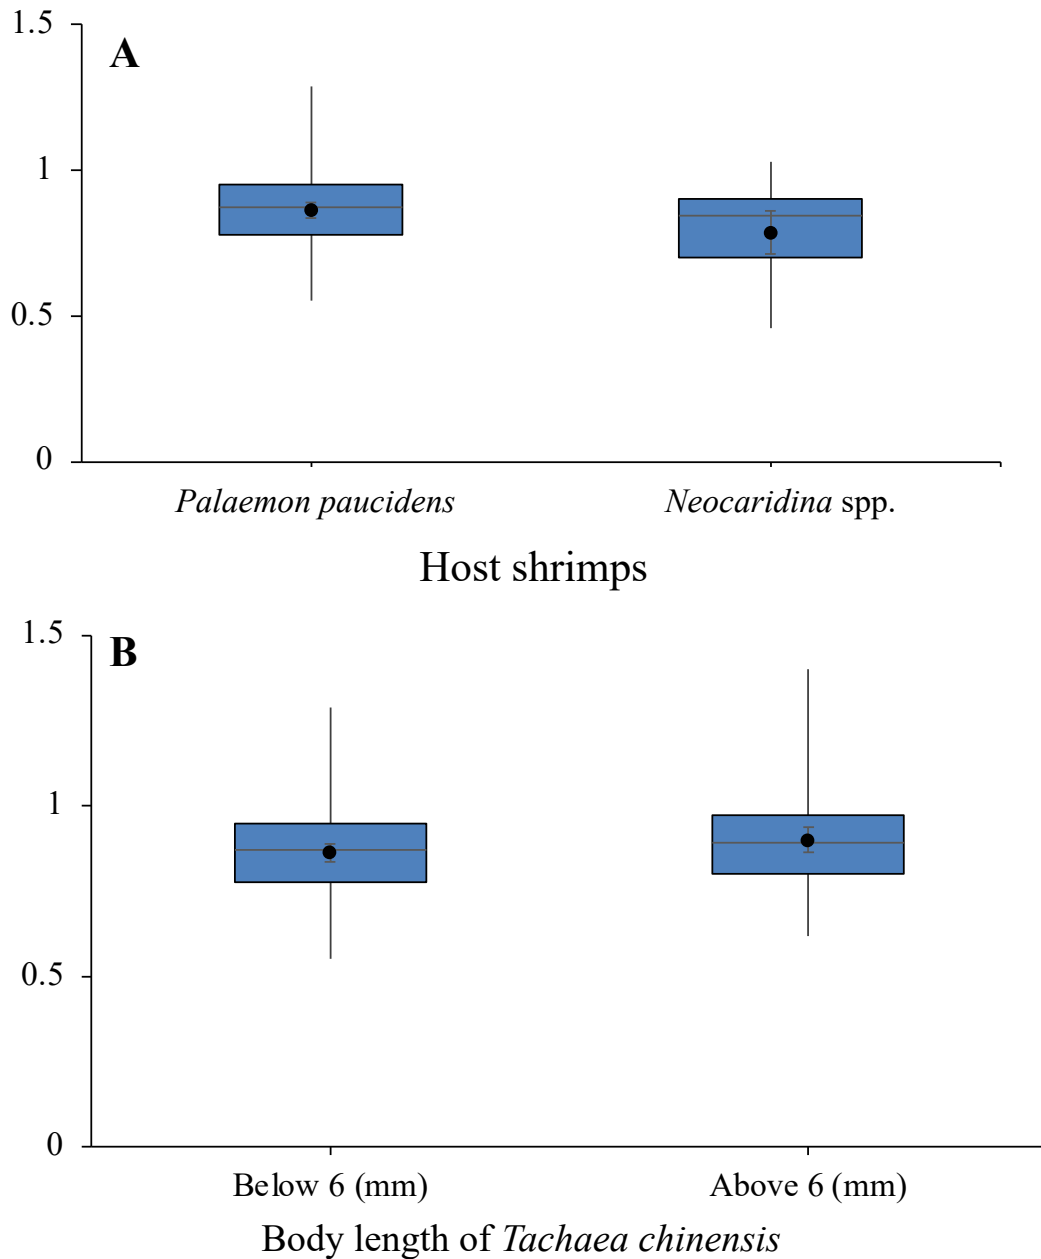 1.5
A
1
0.5
0
Palaemon paucidens
Neocaridina spp.
Host shrimps
1.5
B
1
0.5
0
Below 6 (mm)
Above 6 (mm)
Body length of Tachaea chinensis